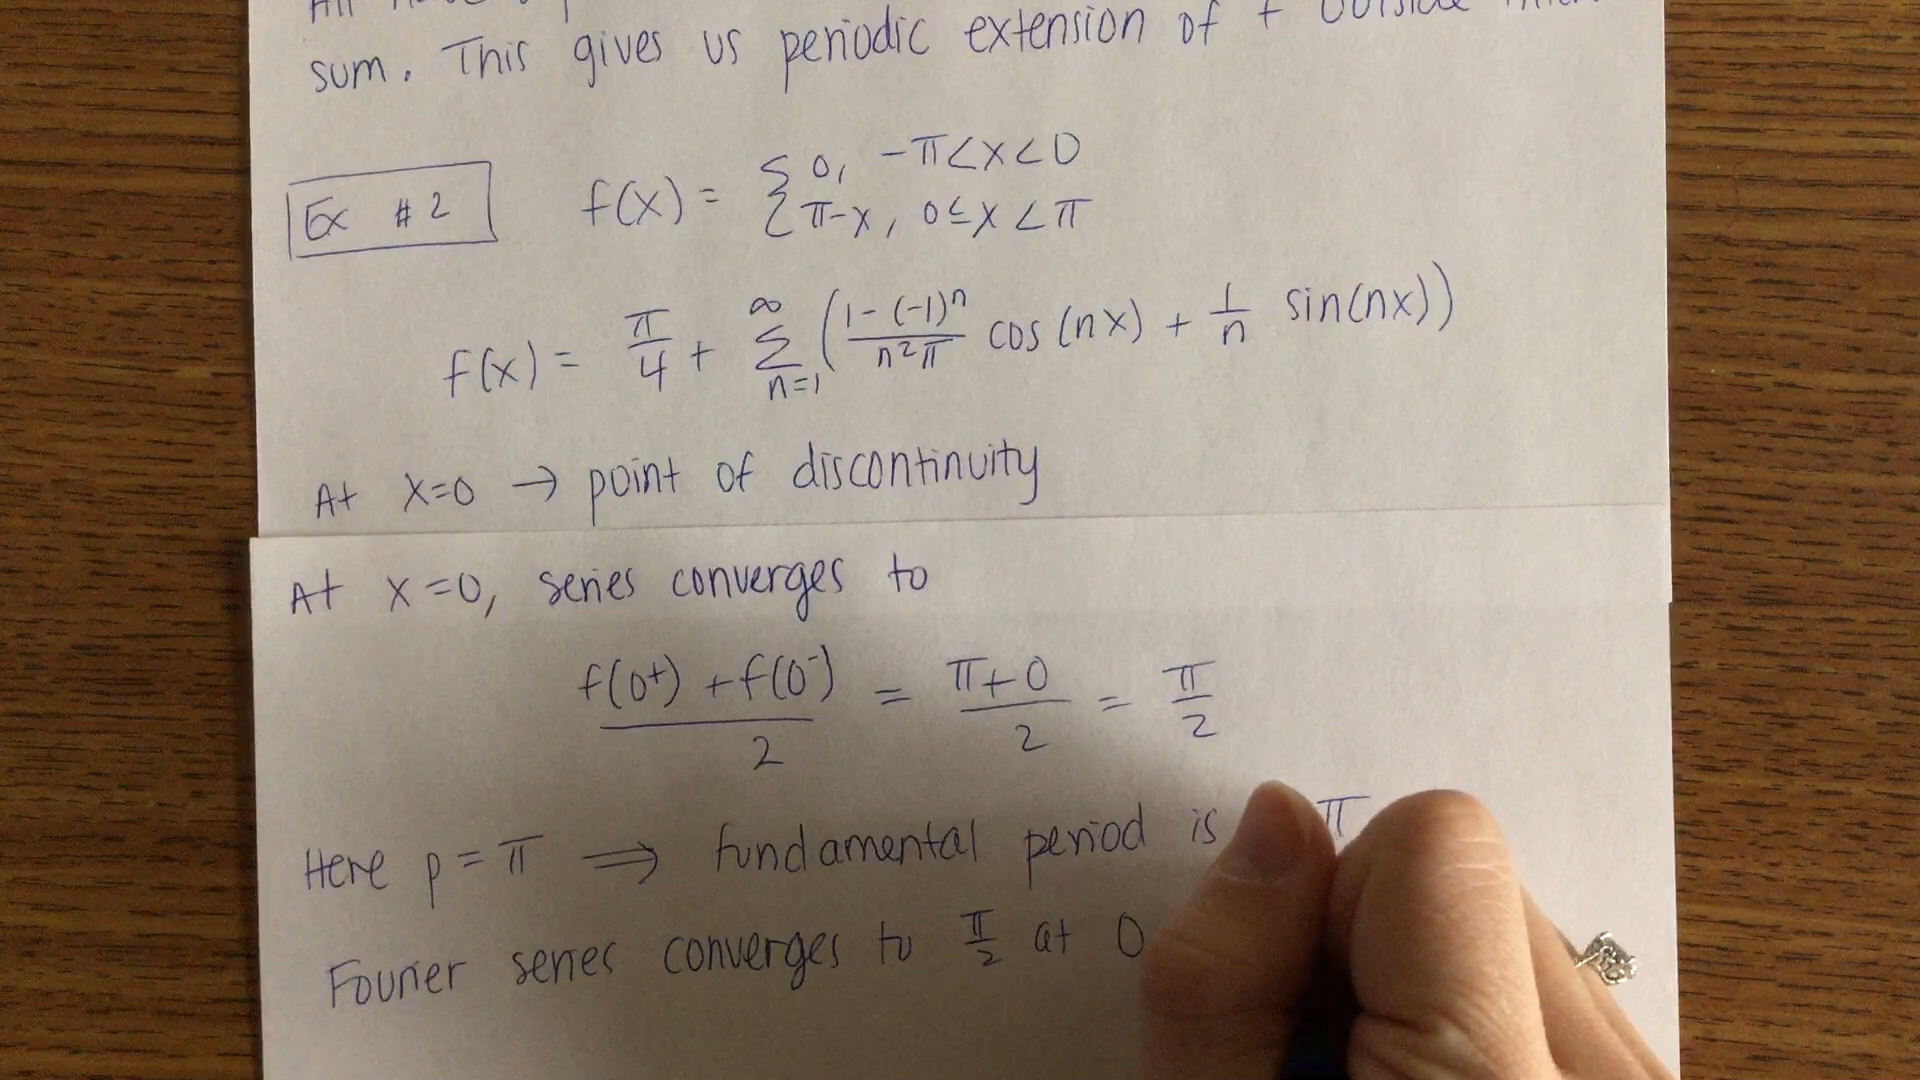 sum. This gives us periodic extension of f outside
Ex #2
f(x) = { 0, -π<x<0
π-x, 0≤x<π
f(x) = π/4 + ∞∑n=1 (1-(-1)ⁿ/n²π cos(nx) + 1/n sin(nx))
At x=0 → point of discontinuity
At x=0, series converges to
f(0⁺) + f(0⁻)/2 = π+0/2 = π/2
Here p = π ⟹ fundamental period is π
Fourier series converges to π/2 at 0